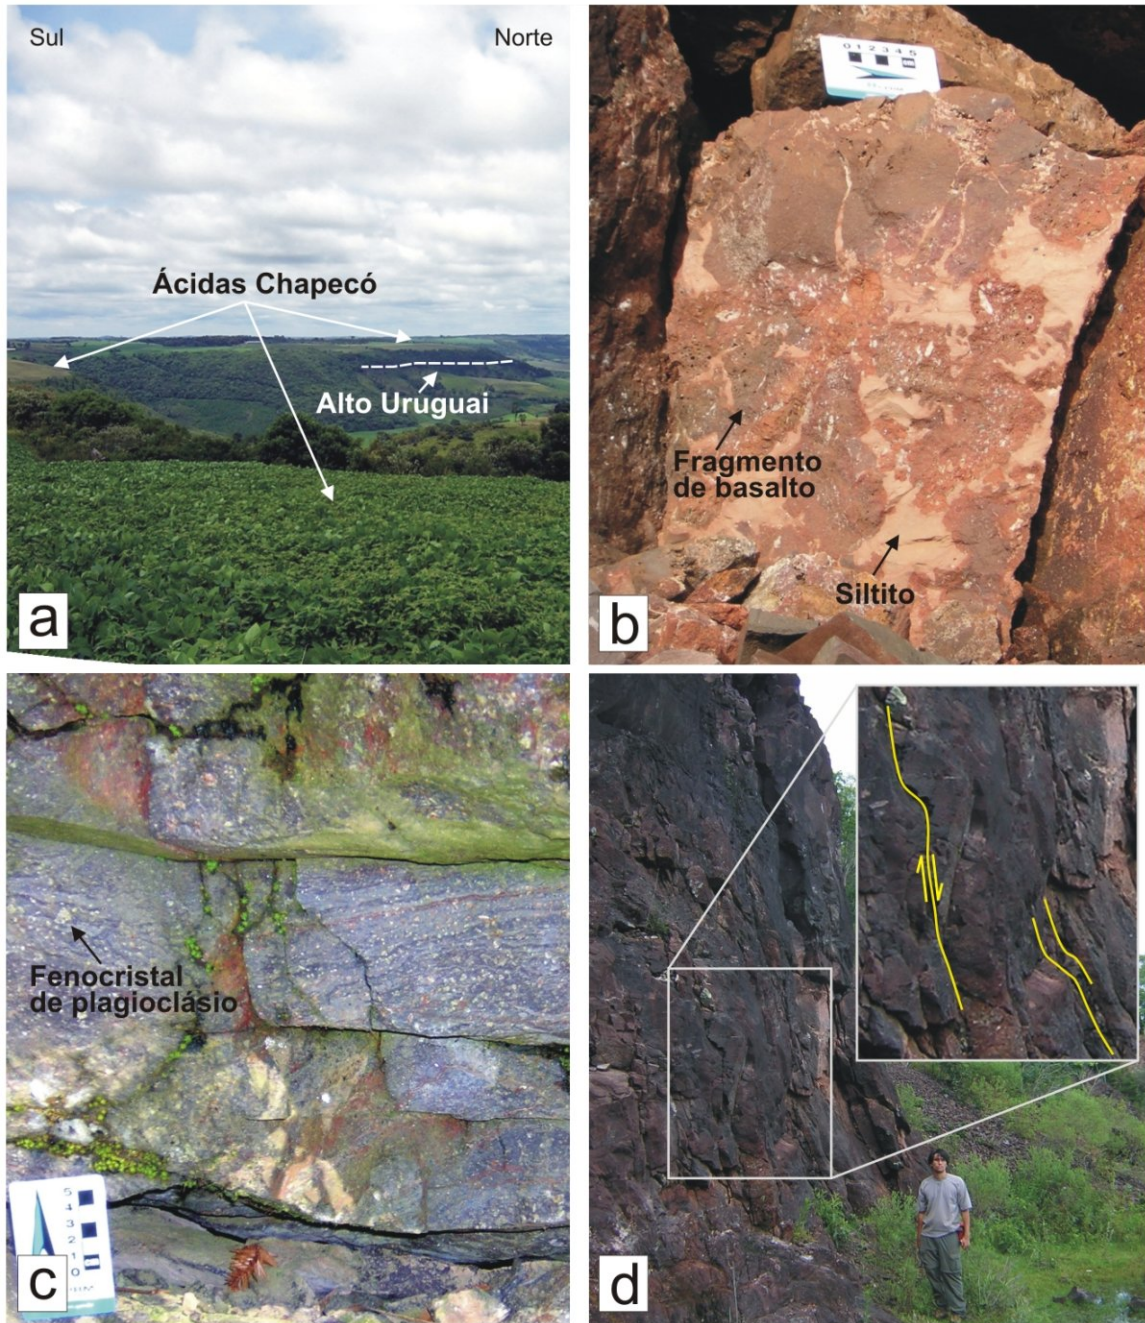 Sul
Norte
Ácidas Chapecó
Alto Uruguai
a
0 1 2 3 4 5
Fragmento
de basalto
Siltito
b
Fenocristal
de plagioclásio
5
4
3
2
1
0
c
d